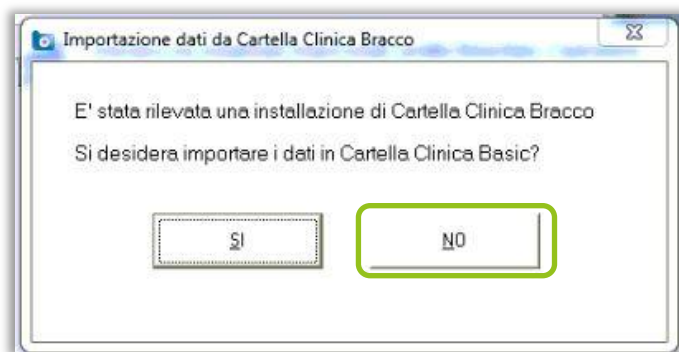 Importazione dati da Cartella Clinica Bracco
E' stata rilevata una installazione di Cartella Clinica Bracco
Si desidera importare i dati in Cartella Clinica Basic?
SI
NO